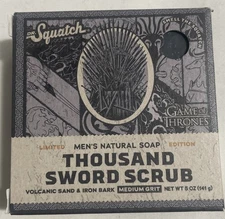 Dr.
Squatch
GAME OF
THRONES
LIMITED MEN'S NATURAL SOAP EDITION
THOUSAND
SWORD SCRUB
VOLCANIC SAND & IRON BARK MEDIUM GRIT NET WT 5 OZ (141 g)